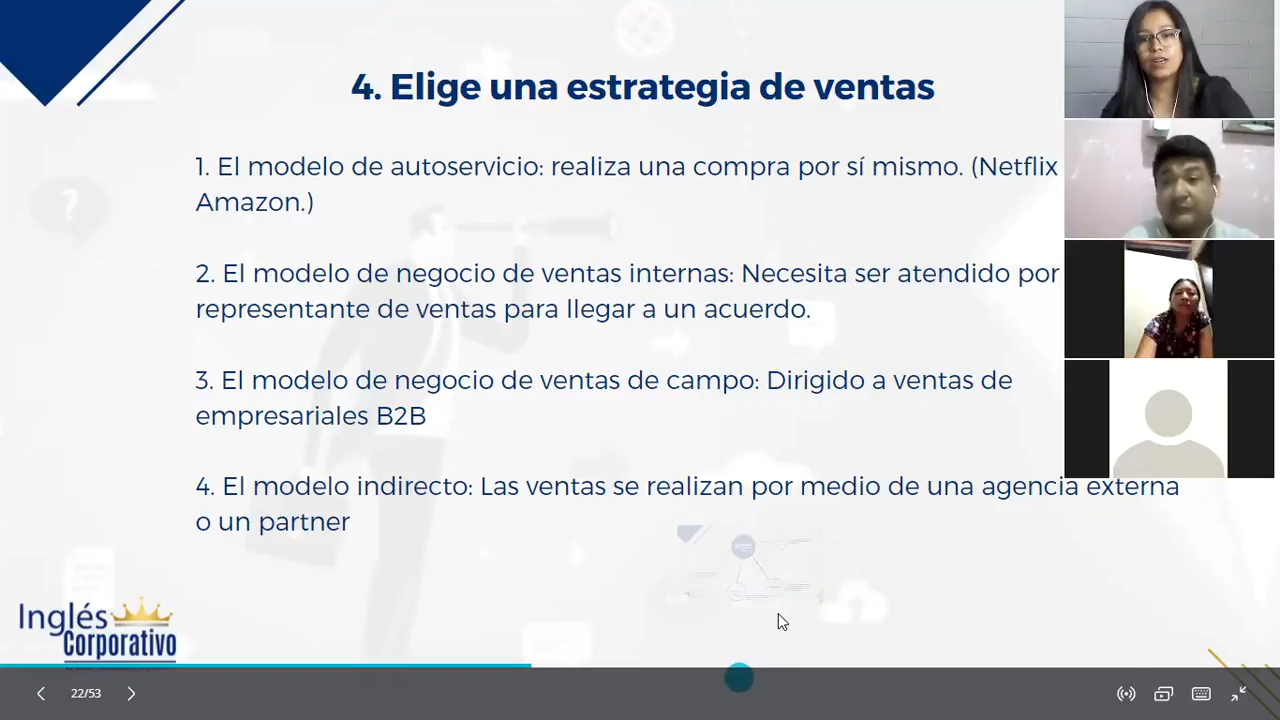 4. Elige una estrategia de ventas
1. El modelo de autoservicio: realiza una compra por sí mismo. (Netflix
Amazon.)
2. El modelo de negocio de ventas internas: Necesita ser atendido por
representante de ventas para llegar a un acuerdo.
3. El modelo de negocio de ventas de campo: Dirigido a ventas de
empresariales B2B
4. El modelo indirecto: Las ventas se realizan por medio de una agencia externa
o un partner
Inglés
Corporativo
22/53